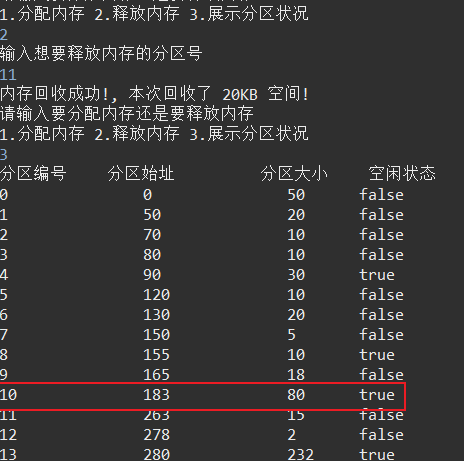 1.分配内存 2.释放内存 3.展示分区状况
2
输入想要释放内存的分区号
11
内存回收成功!, 本次回收了 20KB 空间!
请输入要分配内存还是要释放内存
1.分配内存 2.释放内存 3.展示分区状况
3
分区编号 分区始址 分区大小 空闲状态
0 0 50 false
1 50 20 false
2 70 10 false
3 80 10 false
4 90 30 true
5 120 10 false
6 130 20 false
7 150 5 false
8 155 10 true
9 165 18 false
10 183 80 true
11 263 15 false
12 278 2 false
13 280 232 true